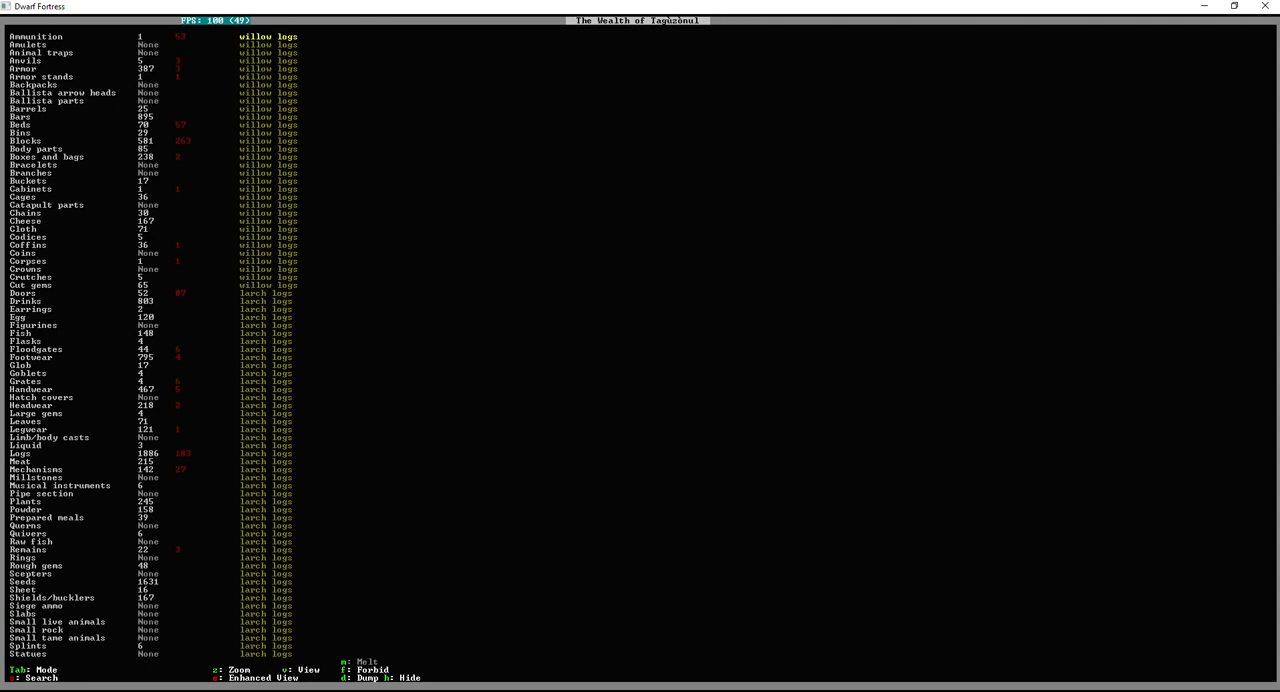 Dwarf Fortress
FPS: 100 (49) The Wealth of Tagùzònul
Ammunition 1 53 willow logs
Amulets None willow logs
Animal traps None willow logs
Anvils 5 3 willow logs
Armor 387 3 willow logs
Armor stands 1 1 willow logs
Backpacks None willow logs
Ballista arrow heads None willow logs
Ballista parts None willow logs
Barrels 25 willow logs
Bars 895 willow logs
Beds 70 57 willow logs
Bins 29 willow logs
Blocks 581 263 willow logs
Body parts 85 willow logs
Boxes and bags 238 2 willow logs
Bracelets None willow logs
Branches None willow logs
Buckets 17 willow logs
Cabinets 1 1 willow logs
Cages 36 willow logs
Catapult parts None willow logs
Chains 30 willow logs
Cheese 167 willow logs
Cloth 71 willow logs
Codices 5 willow logs
Coffins 36 1 willow logs
Coins None willow logs
Corpses 1 1 willow logs
Crowns None willow logs
Crutches 5 willow logs
Cut gems 65 willow logs
Doors 52 87 larch logs
Drinks 803 larch logs
Earrings 2 larch logs
Egg 120 larch logs
Figurines None larch logs
Fish 148 larch logs
Flasks 4 larch logs
Floodgates 44 6 larch logs
Footwear 795 4 larch logs
Glob 17 larch logs
Goblets 4 larch logs
Grates 4 6 larch logs
Handwear 467 5 larch logs
Hatch covers None larch logs
Headwear 218 2 larch logs
Large gems 4 larch logs
Leaves 71 larch logs
Legwear 121 1 larch logs
Limb/body casts None larch logs
Liquid 3 larch logs
Logs 1886 103 larch logs
Meat 215 larch logs
Mechanisms 142 27 larch logs
Millstones None larch logs
Musical instruments 6 larch logs
Pipe section None larch logs
Plants 245 larch logs
Powder 158 larch logs
Prepared meals 39 larch logs
Querns None larch logs
Quivers 6 larch logs
Raw fish None larch logs
Remains 22 3 larch logs
Rings None larch logs
Rough gems 48 larch logs
Scepters None larch logs
Seeds 1631 larch logs
Sheet 16 larch logs
Shields/bucklers 167 larch logs
Siege ammo None larch logs
Slabs None larch logs
Small live animals None larch logs
Small rock None larch logs
Small tame animals None larch logs
Splints 6 larch logs
Statues None larch logs
m: Melt
Tab: Mode z: Zoom v: View f: Forbid
s: Search e: Enhanced View d: Dump h: Hide